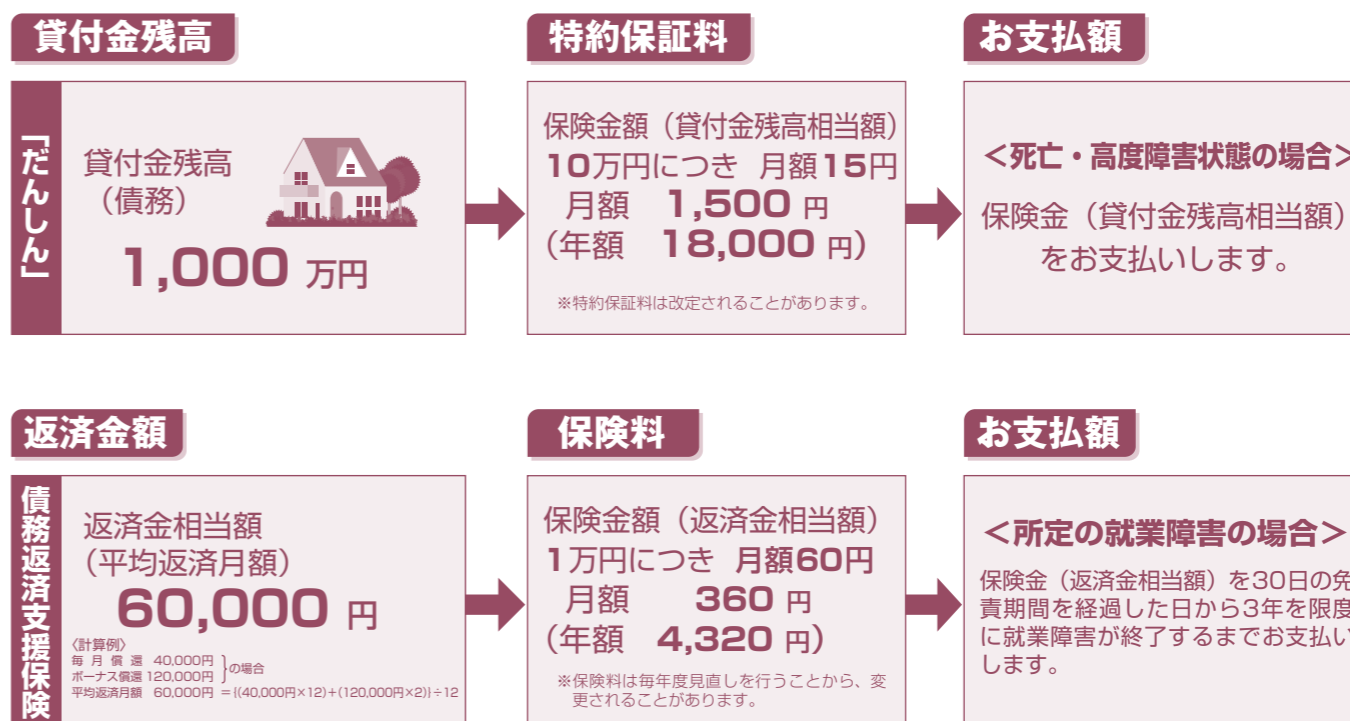 貸付金残高
特約保証料
お支払額
「だんしん」
貸付金残高
（債務）
1,000 万円
保険金額（貸付金残高相当額）
10万円につき 月額15円
月額 1,500 円
（年額 18,000 円）
※特約保証料は改定されることがあります。
＜死亡・高度障害状態の場合＞
保険金（貸付金残高相当額）
をお支払いします。
返済金額
保険料
お支払額
債務返済支援保険
返済金相当額
（平均返済月額）
60,000 円
〈計算例〉
毎月償還 40,000円
ボーナス償還 120,000円
}の場合
平均返済月額 60,000円 ＝{(40,000円×12)＋(120,000円×2)}÷12
保険金額（返済金相当額）
1万円につき 月額60円
月額 360 円
（年額 4,320 円）
※保険料は毎年度見直しを行うことから、変
更されることがあります。
＜所定の就業障害の場合＞
保険金（返済金相当額）を30日の免
責期間を経過した日から3年を限度
に就業障害が終了するまでお支払い
します。